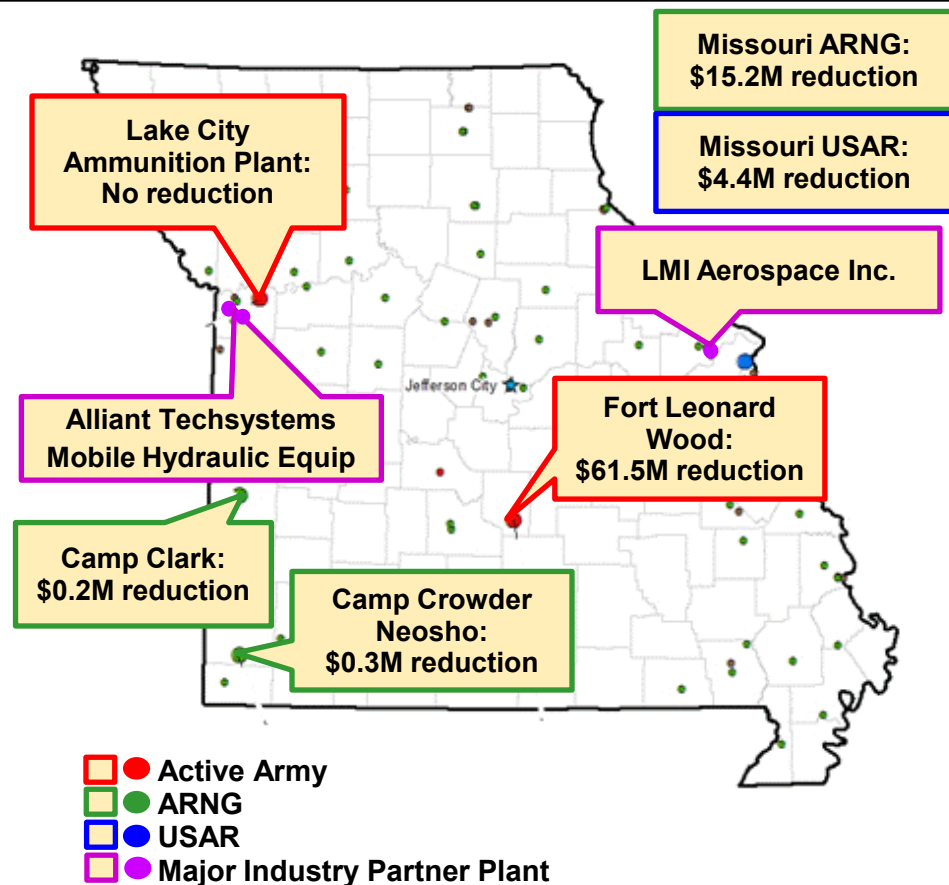 Missouri ARNG:
$15.2M reduction
Missouri USAR:
$4.4M reduction
Lake City
Ammunition Plant:
No reduction
LMI Aerospace Inc.
Jefferson City
Alliant Techsystems
Mobile Hydraulic Equip
Fort Leonard
Wood:
$61.5M reduction
Camp Clark:
$0.2M reduction
Camp Crowder
Neosho:
$0.3M reduction
Active Army
ARNG
USAR
Major Industry Partner Plant